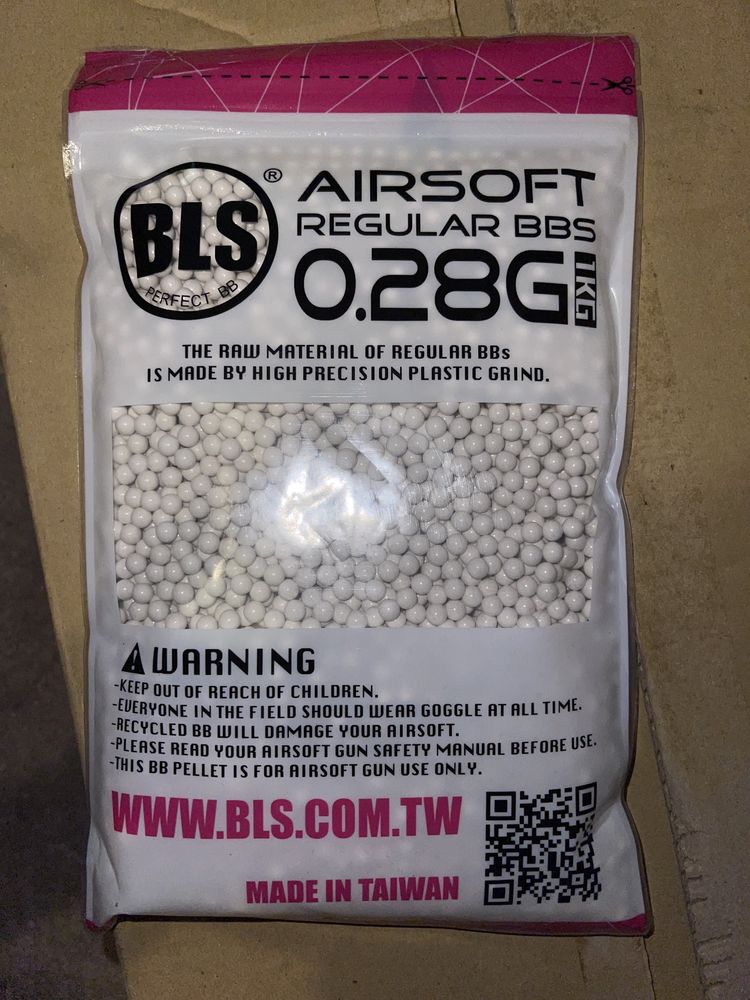 BLS
PERFECT BB
®
AIRSOFT
REGULAR BBS
0.28G 1KG
THE RAW MATERIAL OF REGULAR BBs
IS MADE BY HIGH PRECISION PLASTIC GRIND.
WARNING
-KEEP OUT OF REACH OF CHILDREN.
-EVERYONE IN THE FIELD SHOULD WEAR GOGGLE AT ALL TIME.
-RECYCLED BB WILL DAMAGE YOUR AIRSOFT.
-PLEASE READ YOUR AIRSOFT GUN SAFETY MANUAL BEFORE USE.
-THIS BB PELLET IS FOR AIRSOFT GUN USE ONLY.
WWW.BLS.COM.TW
MADE IN TAIWAN